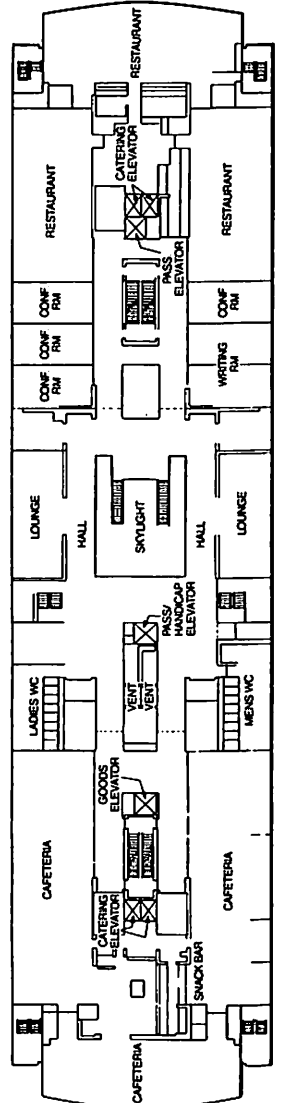 RESTAURANT
RESTAURANT
CATERING
ELEVATOR
RESTAURANT
PASS
ELEVATOR
CONF
RM
CONF
RM
CONF
RM
CONF
RM
WRITING
RM
LOUNGE
HALL
SKYLIGHT
HALL
LOUNGE
PASS/
HANDICAP
ELEVATOR
LADIES WC
VENT
VENT
MENS WC
GOODS
ELEVATOR
CAFETERIA
CATERING
ELEVATOR
CAFETERIA
SNACK BAR
CAFETERIA